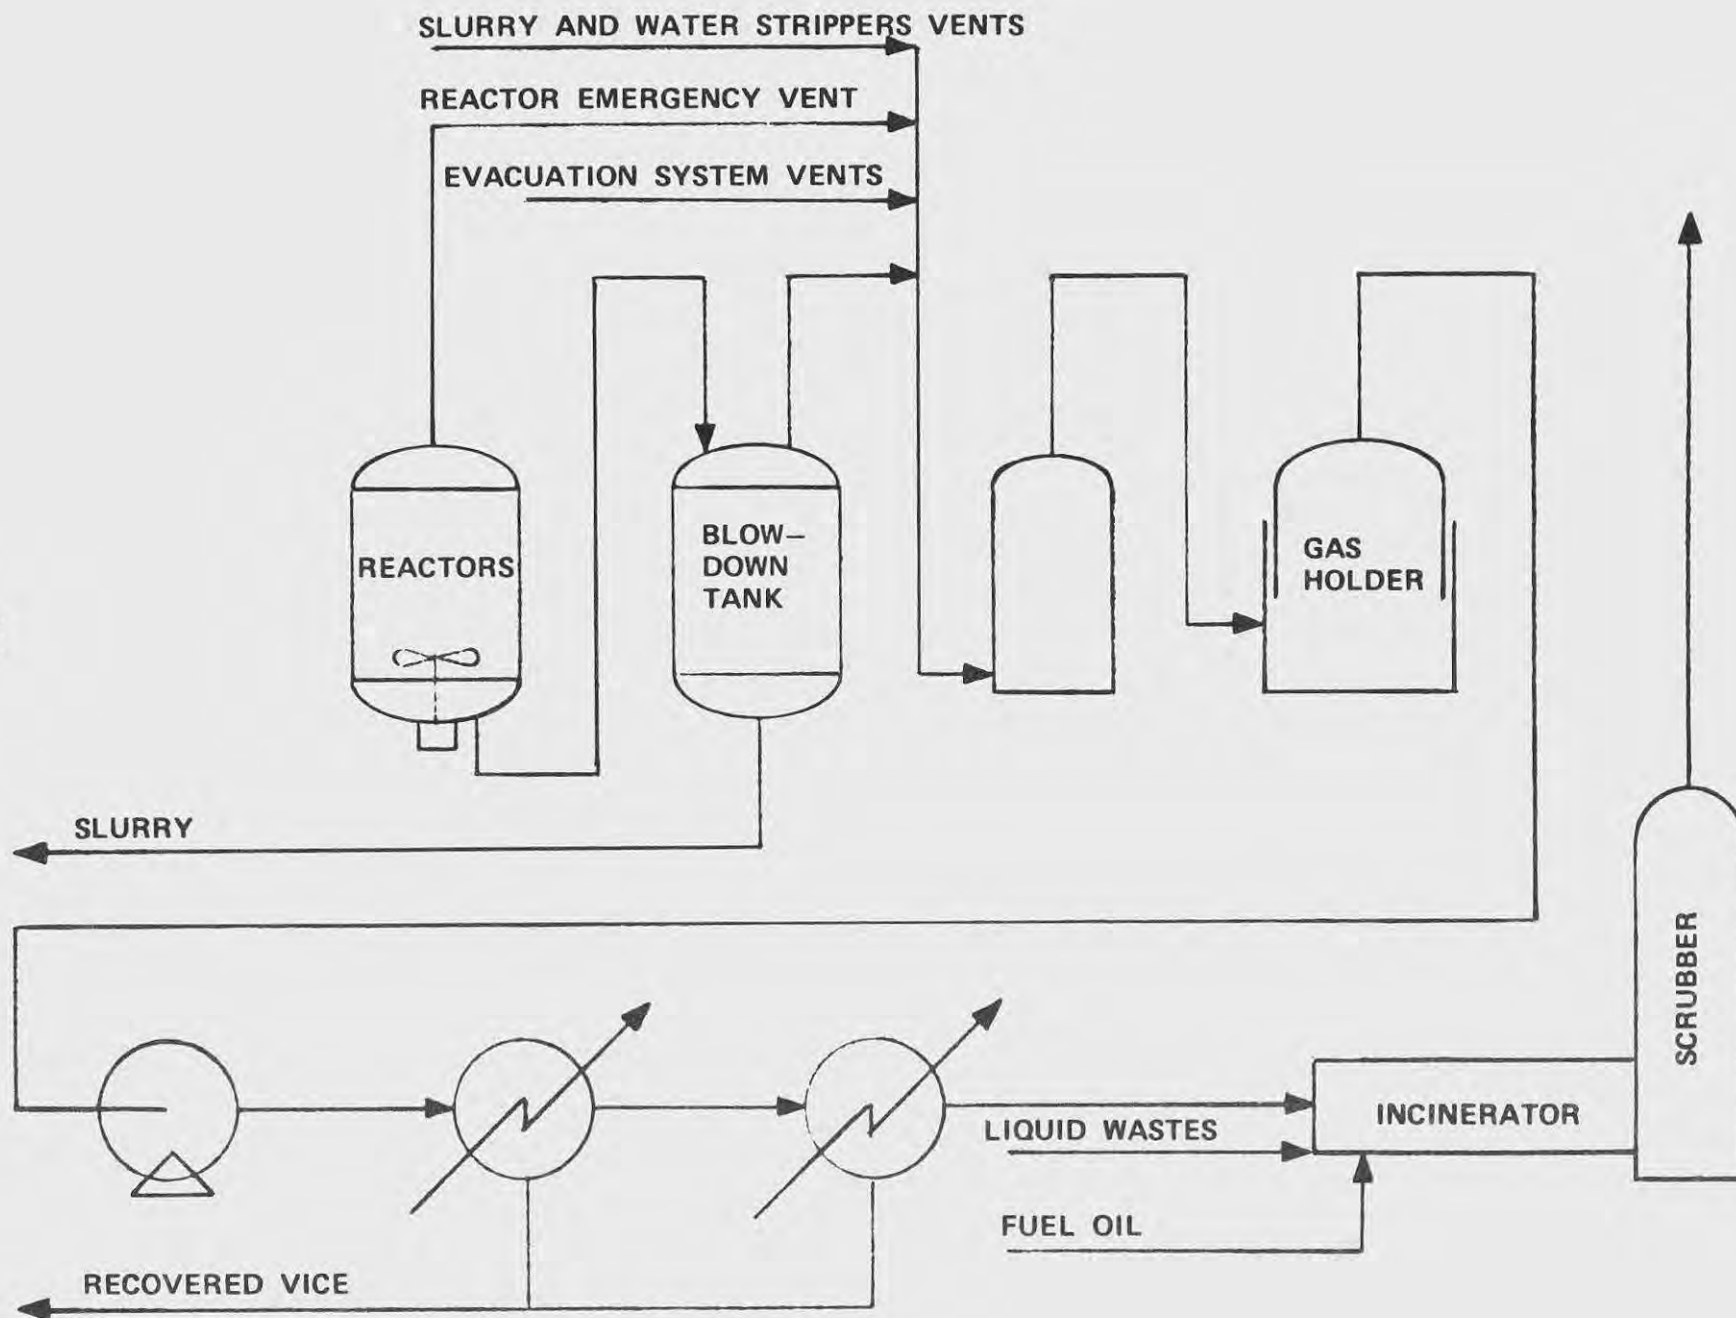 SLURRY AND WATER STRIPPERS VENTS
REACTOR EMERGENCY VENT
EVACUATION SYSTEM VENTS
REACTORS
BLOW–
DOWN
TANK
GAS
HOLDER
SLURRY
SCRUBBER
INCINERATOR
LIQUID WASTES
FUEL OIL
RECOVERED VICE